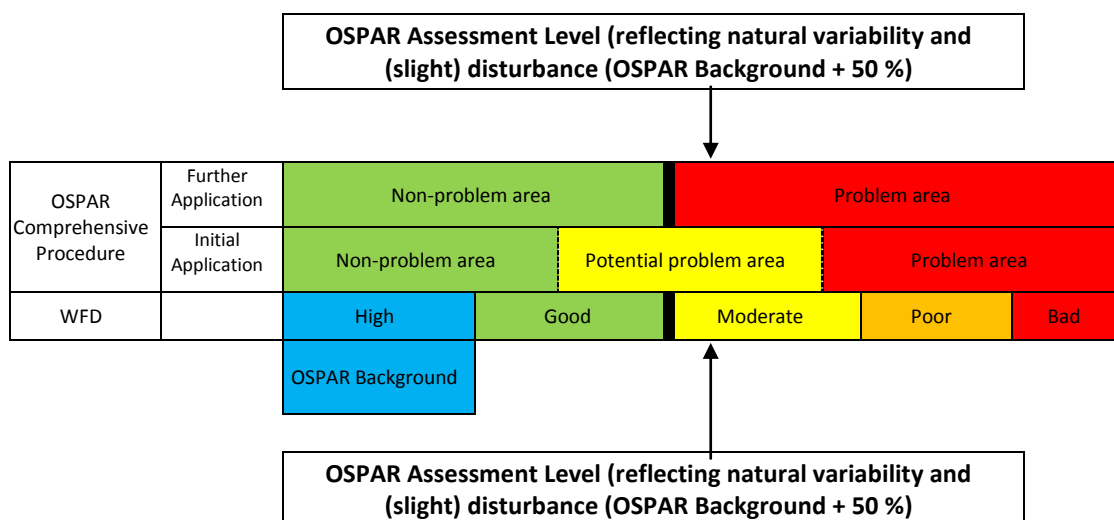 OSPAR Assessment Level (reflecting natural variability and
(slight) disturbance (OSPAR Background + 50 %)
OSPAR
Comprehensive
Procedure
Further
Application
Non-problem area
Problem area
Initial
Application
Non-problem area
Potential problem area
Problem area
WFD
High
Good
Moderate
Poor
Bad
OSPAR Background
OSPAR Assessment Level (reflecting natural variability and
(slight) disturbance (OSPAR Background + 50 %)